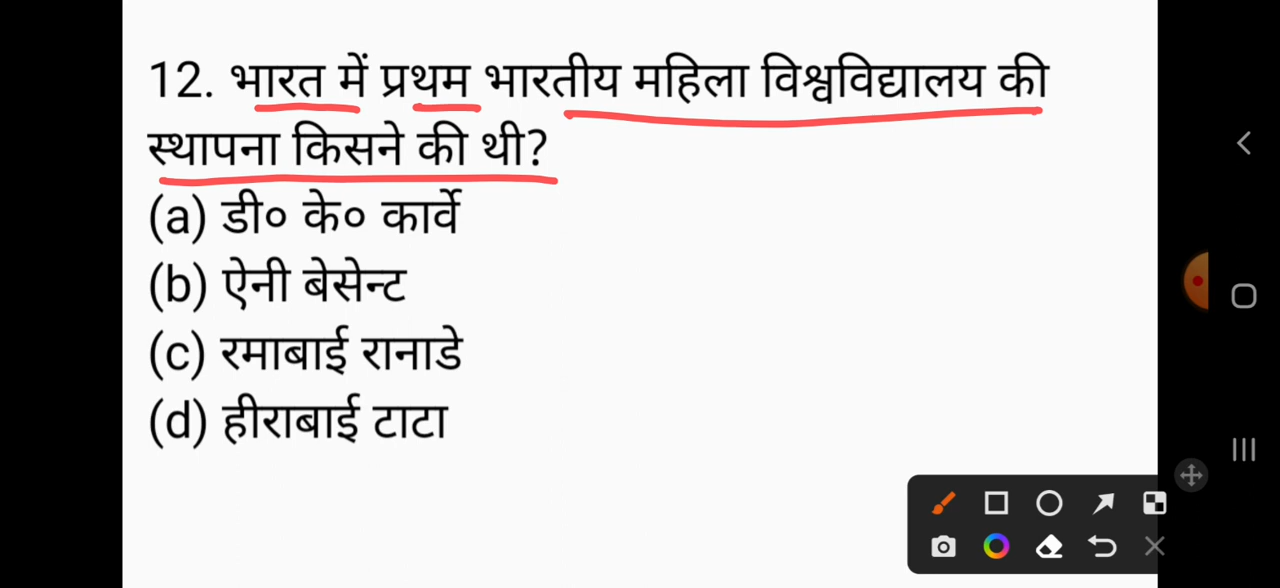 12. भारत में प्रथम भारतीय महिला विश्वविद्यालय की
स्थापना किसने की थी?
(a) डी० के० कार्वे
(b) ऐनी बेसेन्ट
(c) रमाबाई रानाडे
(d) हीराबाई टाटा